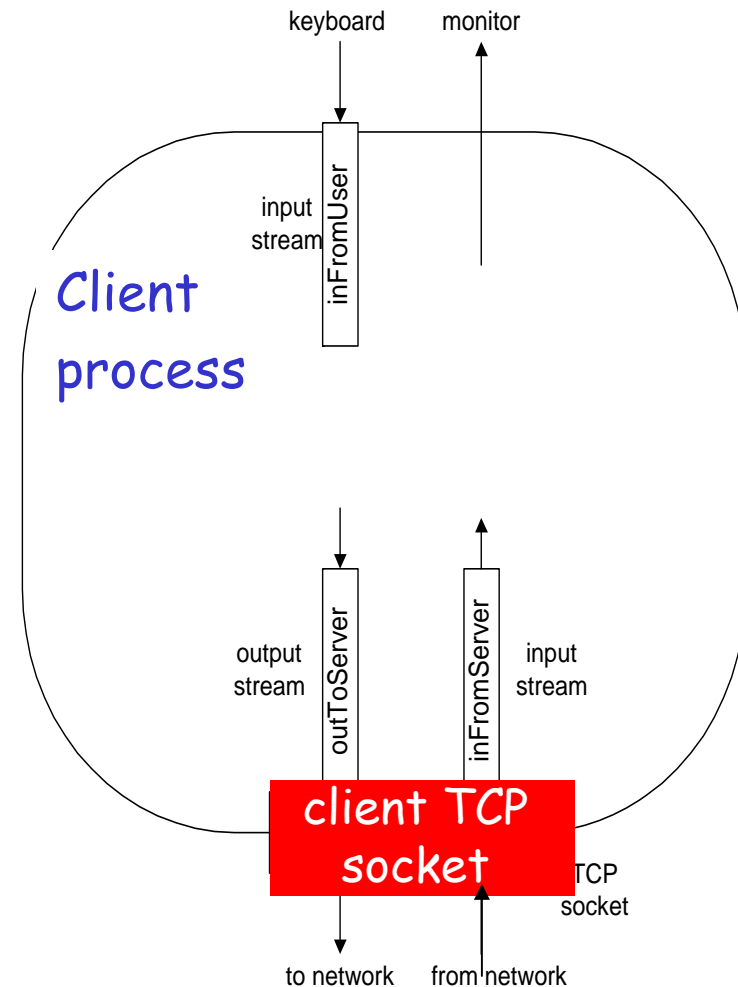 keyboard
monitor
input
stream
inFromUser
Client
process
output
stream
outToServer
inFromServer
input
stream
client TCP
socket
TCP
socket
to network
from network